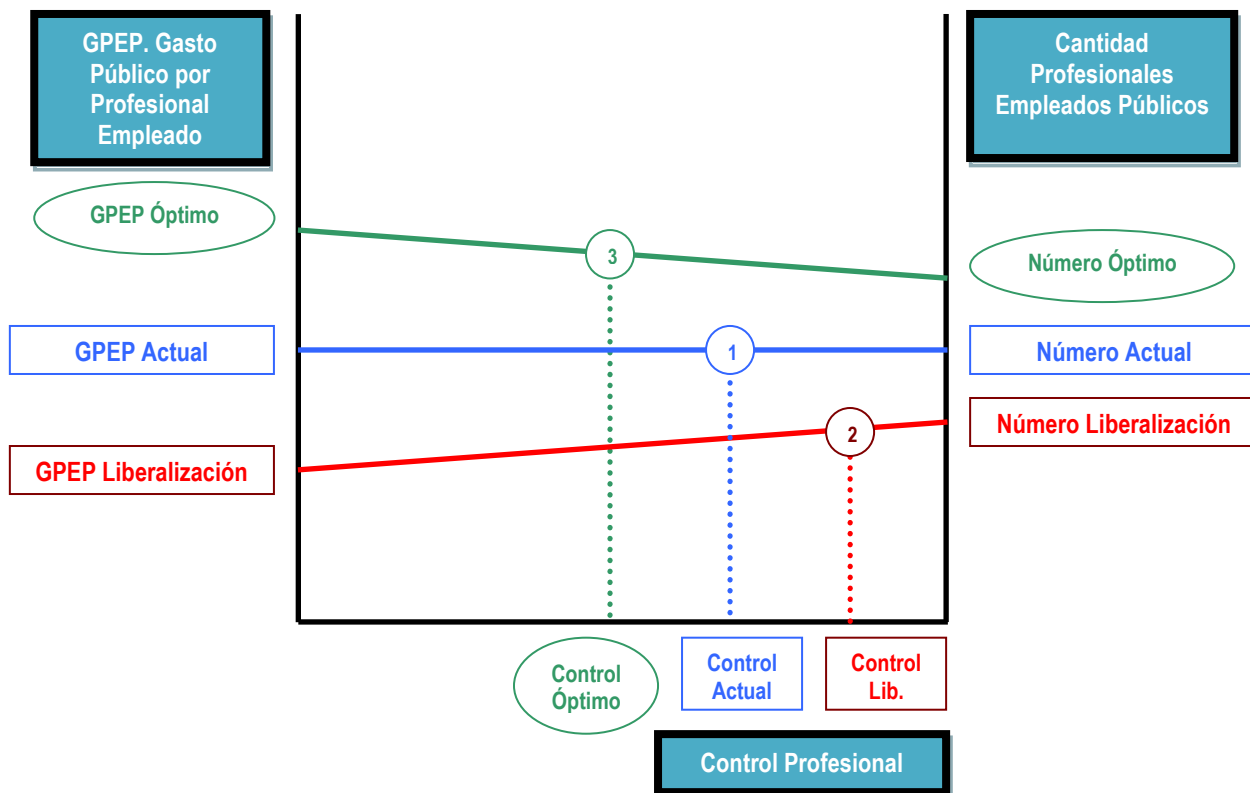 GPEP. Gasto
Público por
Profesional
Empleado
Cantidad
Profesionales
Empleados Públicos
GPEP Óptimo
3
Número Óptimo
GPEP Actual
1
Número Actual
Número Liberalización
2
GPEP Liberalización
Control
Óptimo
Control
Actual
Control
Lib.
Control Profesional